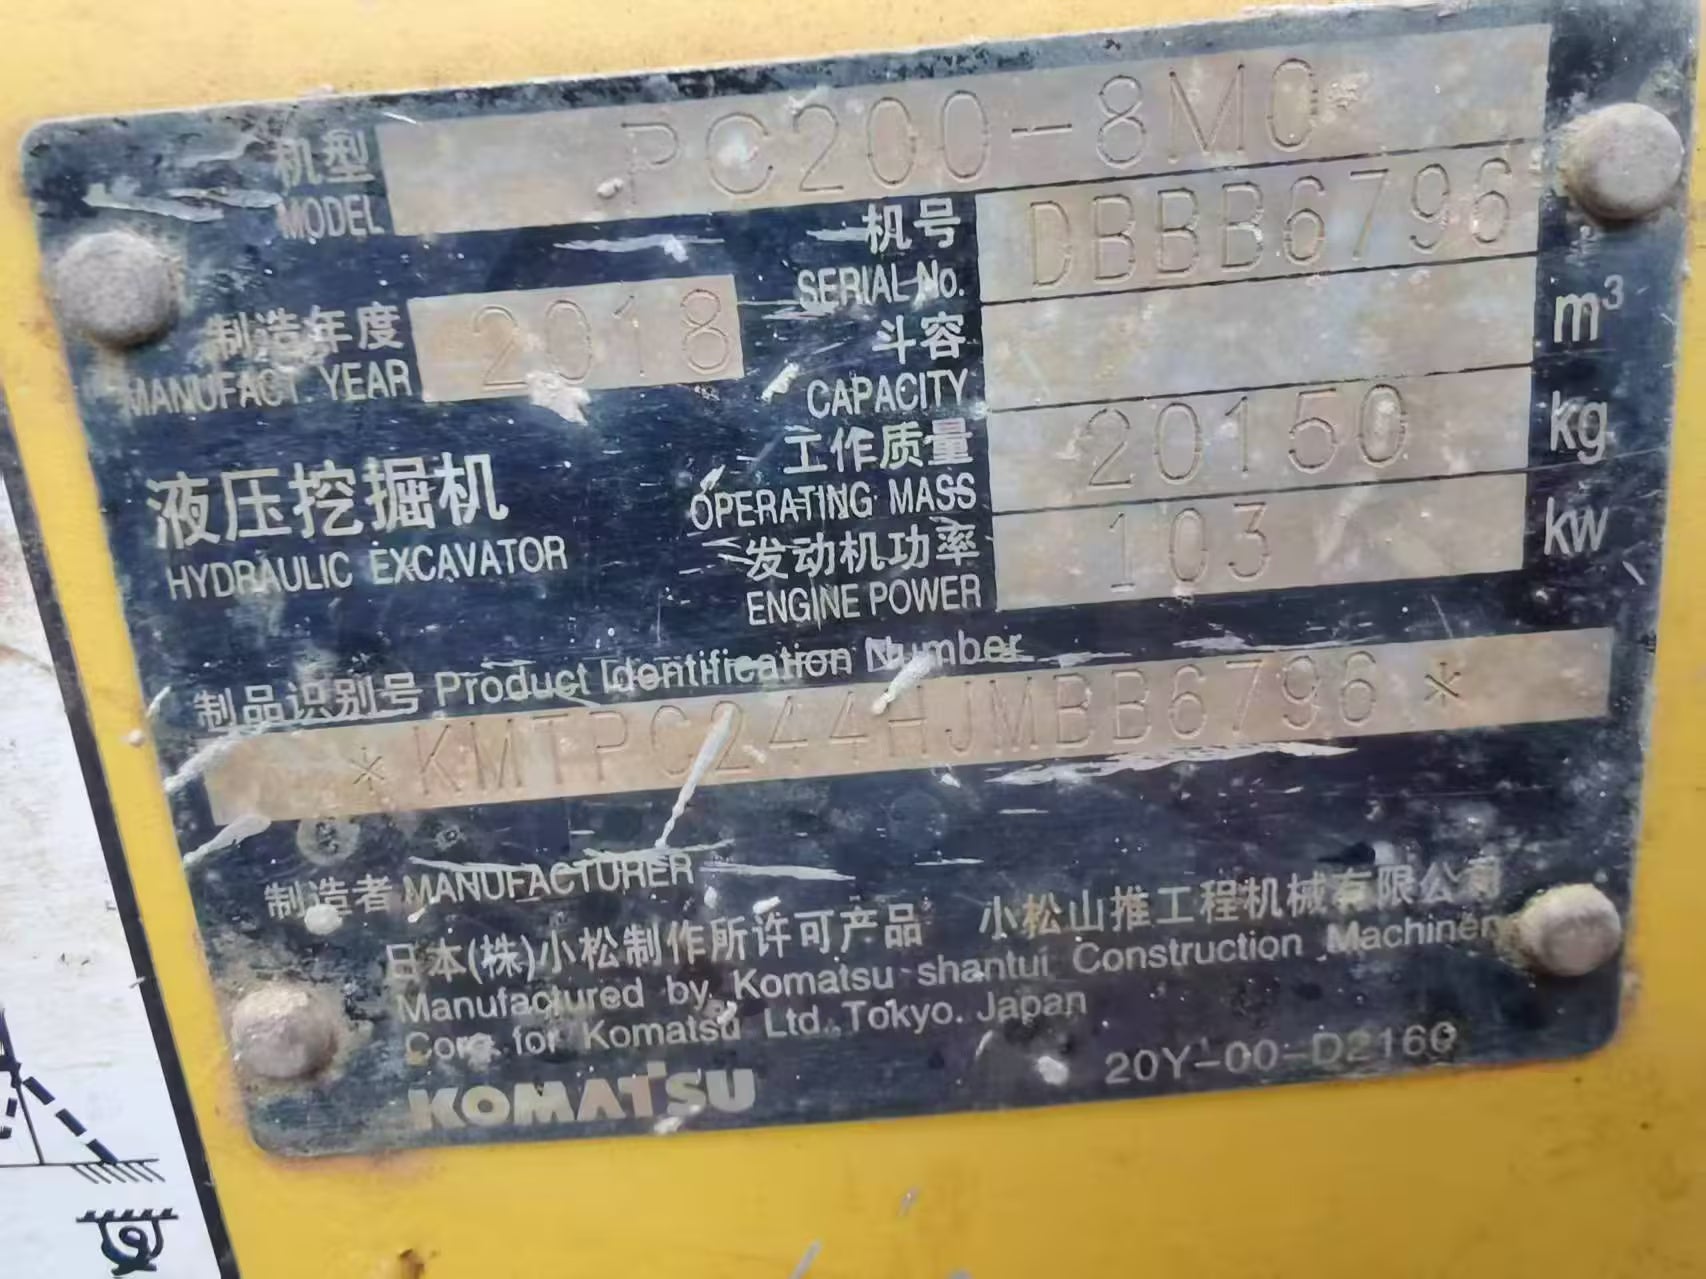 机型 PC200-8M0
MODEL
机号 DBBB6796
SERIAL No.
制造年度 2018
MANUFACT YEAR
斗容 m³
CAPACITY
工作质量 20150 kg
OPERATING MASS
发动机功率 103 kw
ENGINE POWER
液压挖掘机
HYDRAULIC EXCAVATOR
制品识别号 Product Identification Number
*KMTPC244HJMBB6796*
制造者 MANUFACTURER
日本(株)小松制作所许可产品 小松山推工程机械有限公司
Manufactured by Komatsu shantui Construction Machinery
Corp. for Komatsu Ltd. Tokyo. Japan
KOMATSU
20Y-00-D2160